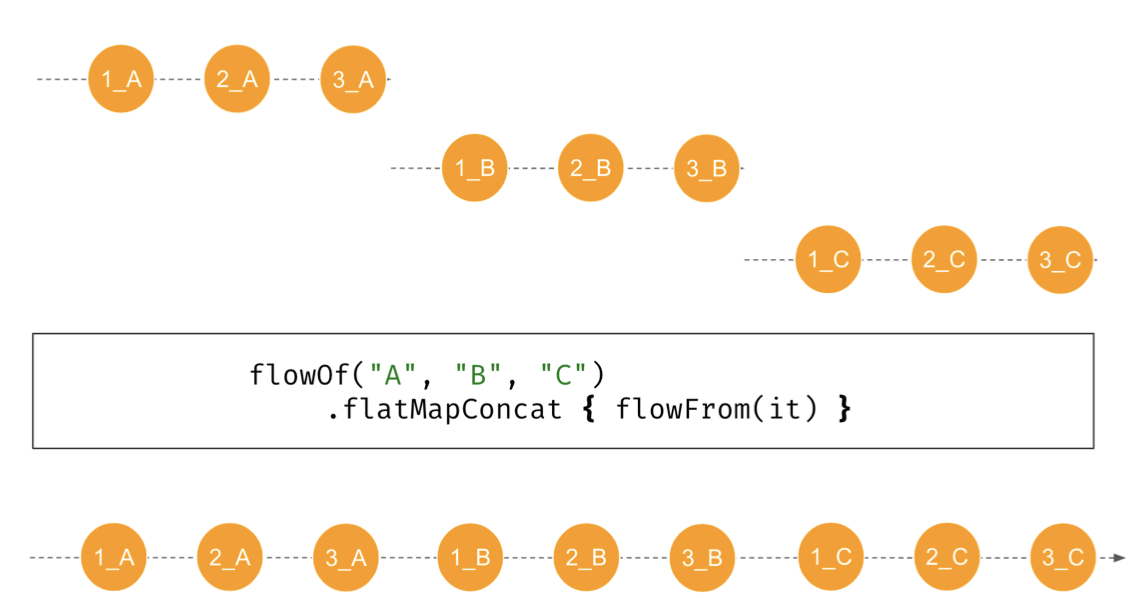 1_A 2_A 3_A
1_B 2_B 3_B
1_C 2_C 3_C
flowOf("A", "B", "C")
.flatMapConcat { flowFrom(it) }
1_A 2_A 3_A 1_B 2_B 3_B 1_C 2_C 3_C